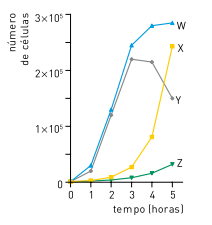 número
de células
3×10⁵
2×10⁵
1×10⁵
0
0 1 2 3 4 5
tempo (horas)
W
X
Y
Z